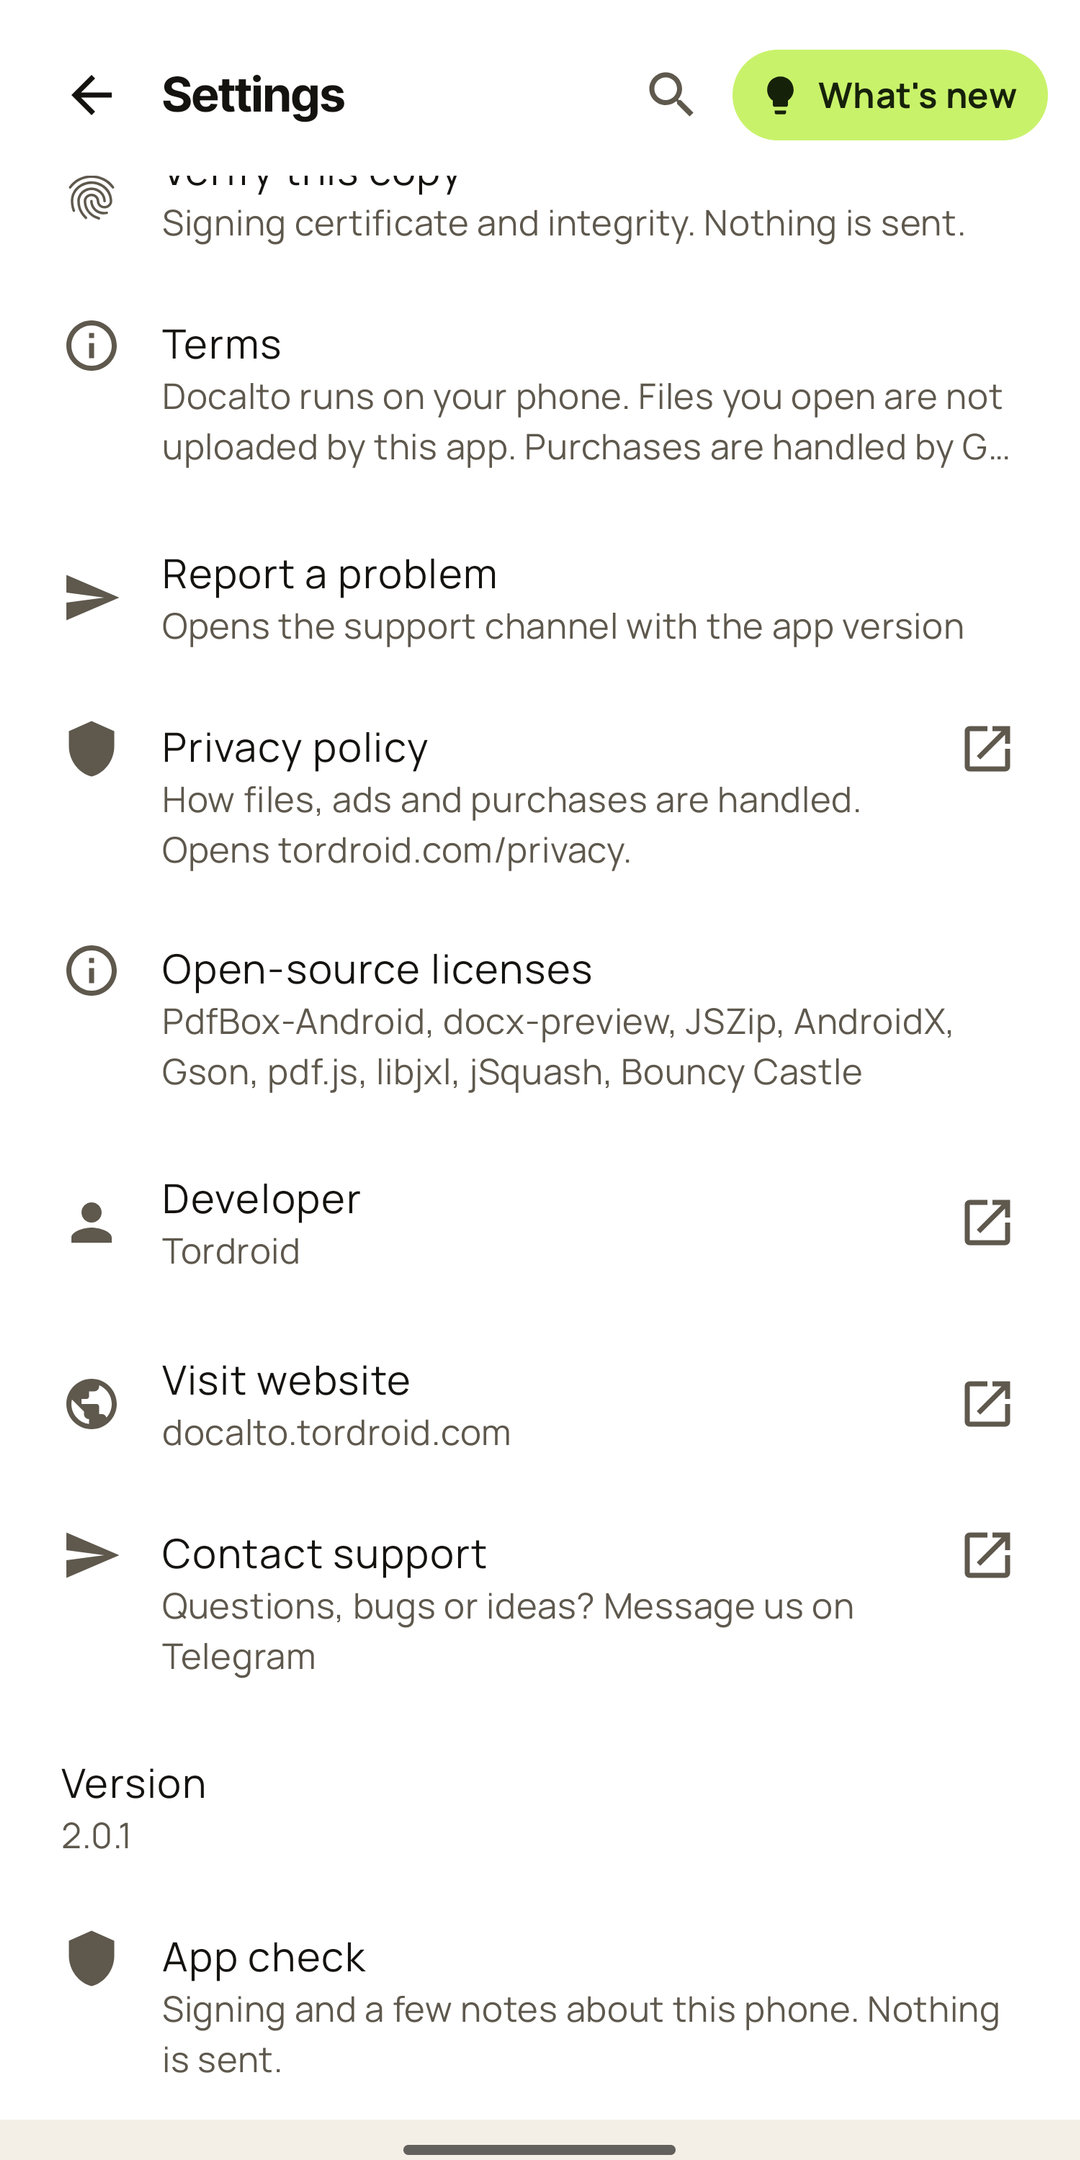 Settings
What's new
Verify this copy
Signing certificate and integrity. Nothing is sent.
Terms
Docalto runs on your phone. Files you open are not
uploaded by this app. Purchases are handled by G...
Report a problem
Opens the support channel with the app version
Privacy policy
How files, ads and purchases are handled.
Opens tordroid.com/privacy.
Open-source licenses
PdfBox-Android, docx-preview, JSZip, AndroidX,
Gson, pdf.js, libjxl, jSquash, Bouncy Castle
Developer
Tordroid
Visit website
docalto.tordroid.com
Contact support
Questions, bugs or ideas? Message us on
Telegram
Version
2.0.1
App check
Signing and a few notes about this phone. Nothing
is sent.